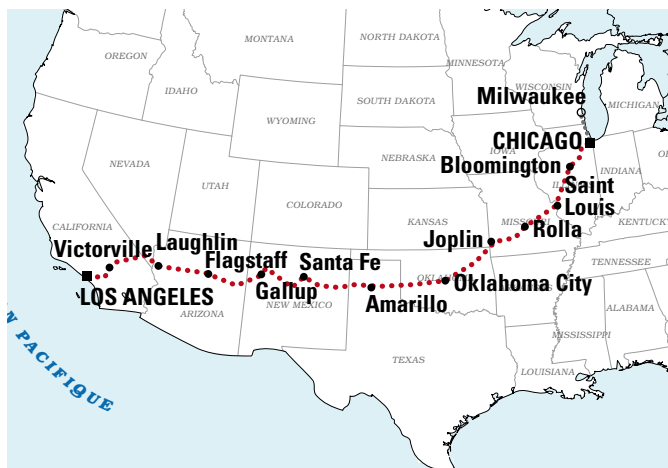 MONTANA
NORTH DAKOTA
MINNESOTA
OREGON
IDAHO
SOUTH DAKOTA
WISCONSIN
MICHIGAN
Milwaukee
WYOMING
CHICAGO
IOWA
NEBRASKA
NEVADA
UTAH
Bloomington
INDIANA
COLORADO
Saint
Louis
KANSAS
MISSOURI
KENTUCKY
CALIFORNIA
Rolla
Joplin
Victorville
Laughlin
Flagstaff
Santa Fe
TENNESSEE
LOS ANGELES
Gallup
Amarillo
Oklahoma City
ARIZONA
NEW MEXICO
ALABAMA
MISSISSIPPI
TEXAS
LOUISIANA
N PACIFIQUE